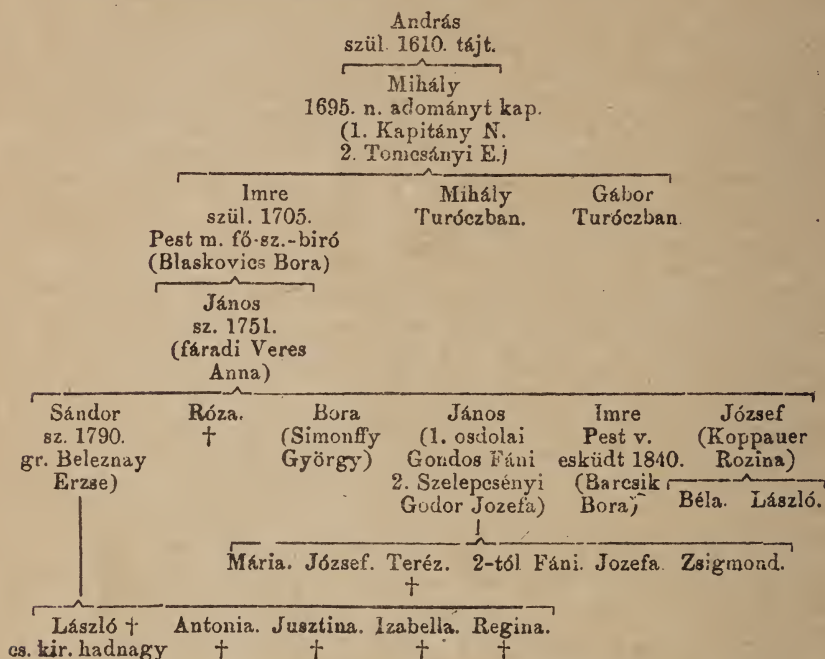 András
szül. 1610. tájt.
Mihály
1695. n. adományt kap.
(1. Kapitány N.
2. Tomcsányi E.)
Imre Mihály Gábor
szül. 1705. Turóczban. Turóczban.
Pest m. fő-sz.-biró
(Blaskovics Bora)
János
sz. 1751.
(fáradi Veres
Anna)
Sándor Róza. Bora János Imre József
sz. 1790. † (Simonffy (1. osdolai Pest v. (Koppauer
gr. Beleznay György) Gondos Fáni esküdt 1840. Rozina)
Erzse) 2. Szelepcsényi (Barcsik Béla. László.
Godor Jozefa) Bora)
Mária. József. Teréz. 2-tól Fáni. Jozefa. Zsigmond.
†
László † Antonia. Jusztina. Izabella. Regina.
cs. kir. hadnagy † † † †